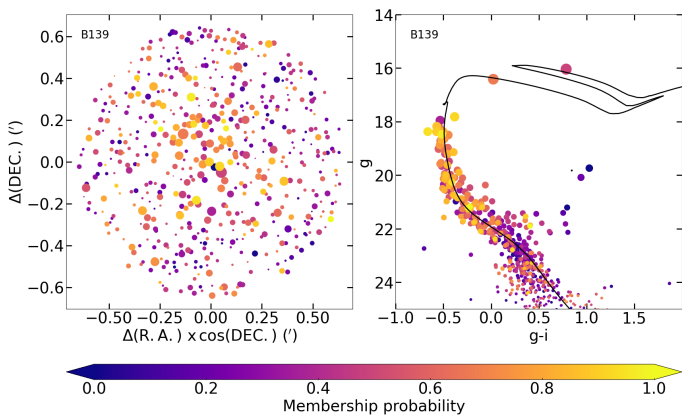 B139
0.6
0.4
0.2
0.0
−0.2
−0.4
−0.6
Δ(DEC.) (′)
−0.50 −0.25 0.00 0.25 0.50
Δ(R.A.) x cos(DEC.) (′)
B139
14
16
18
20
22
24
g
−1.0 −0.5 0.0 0.5 1.0 1.5
g-i
0.0 0.2 0.4 0.6 0.8 1.0
Membership probability